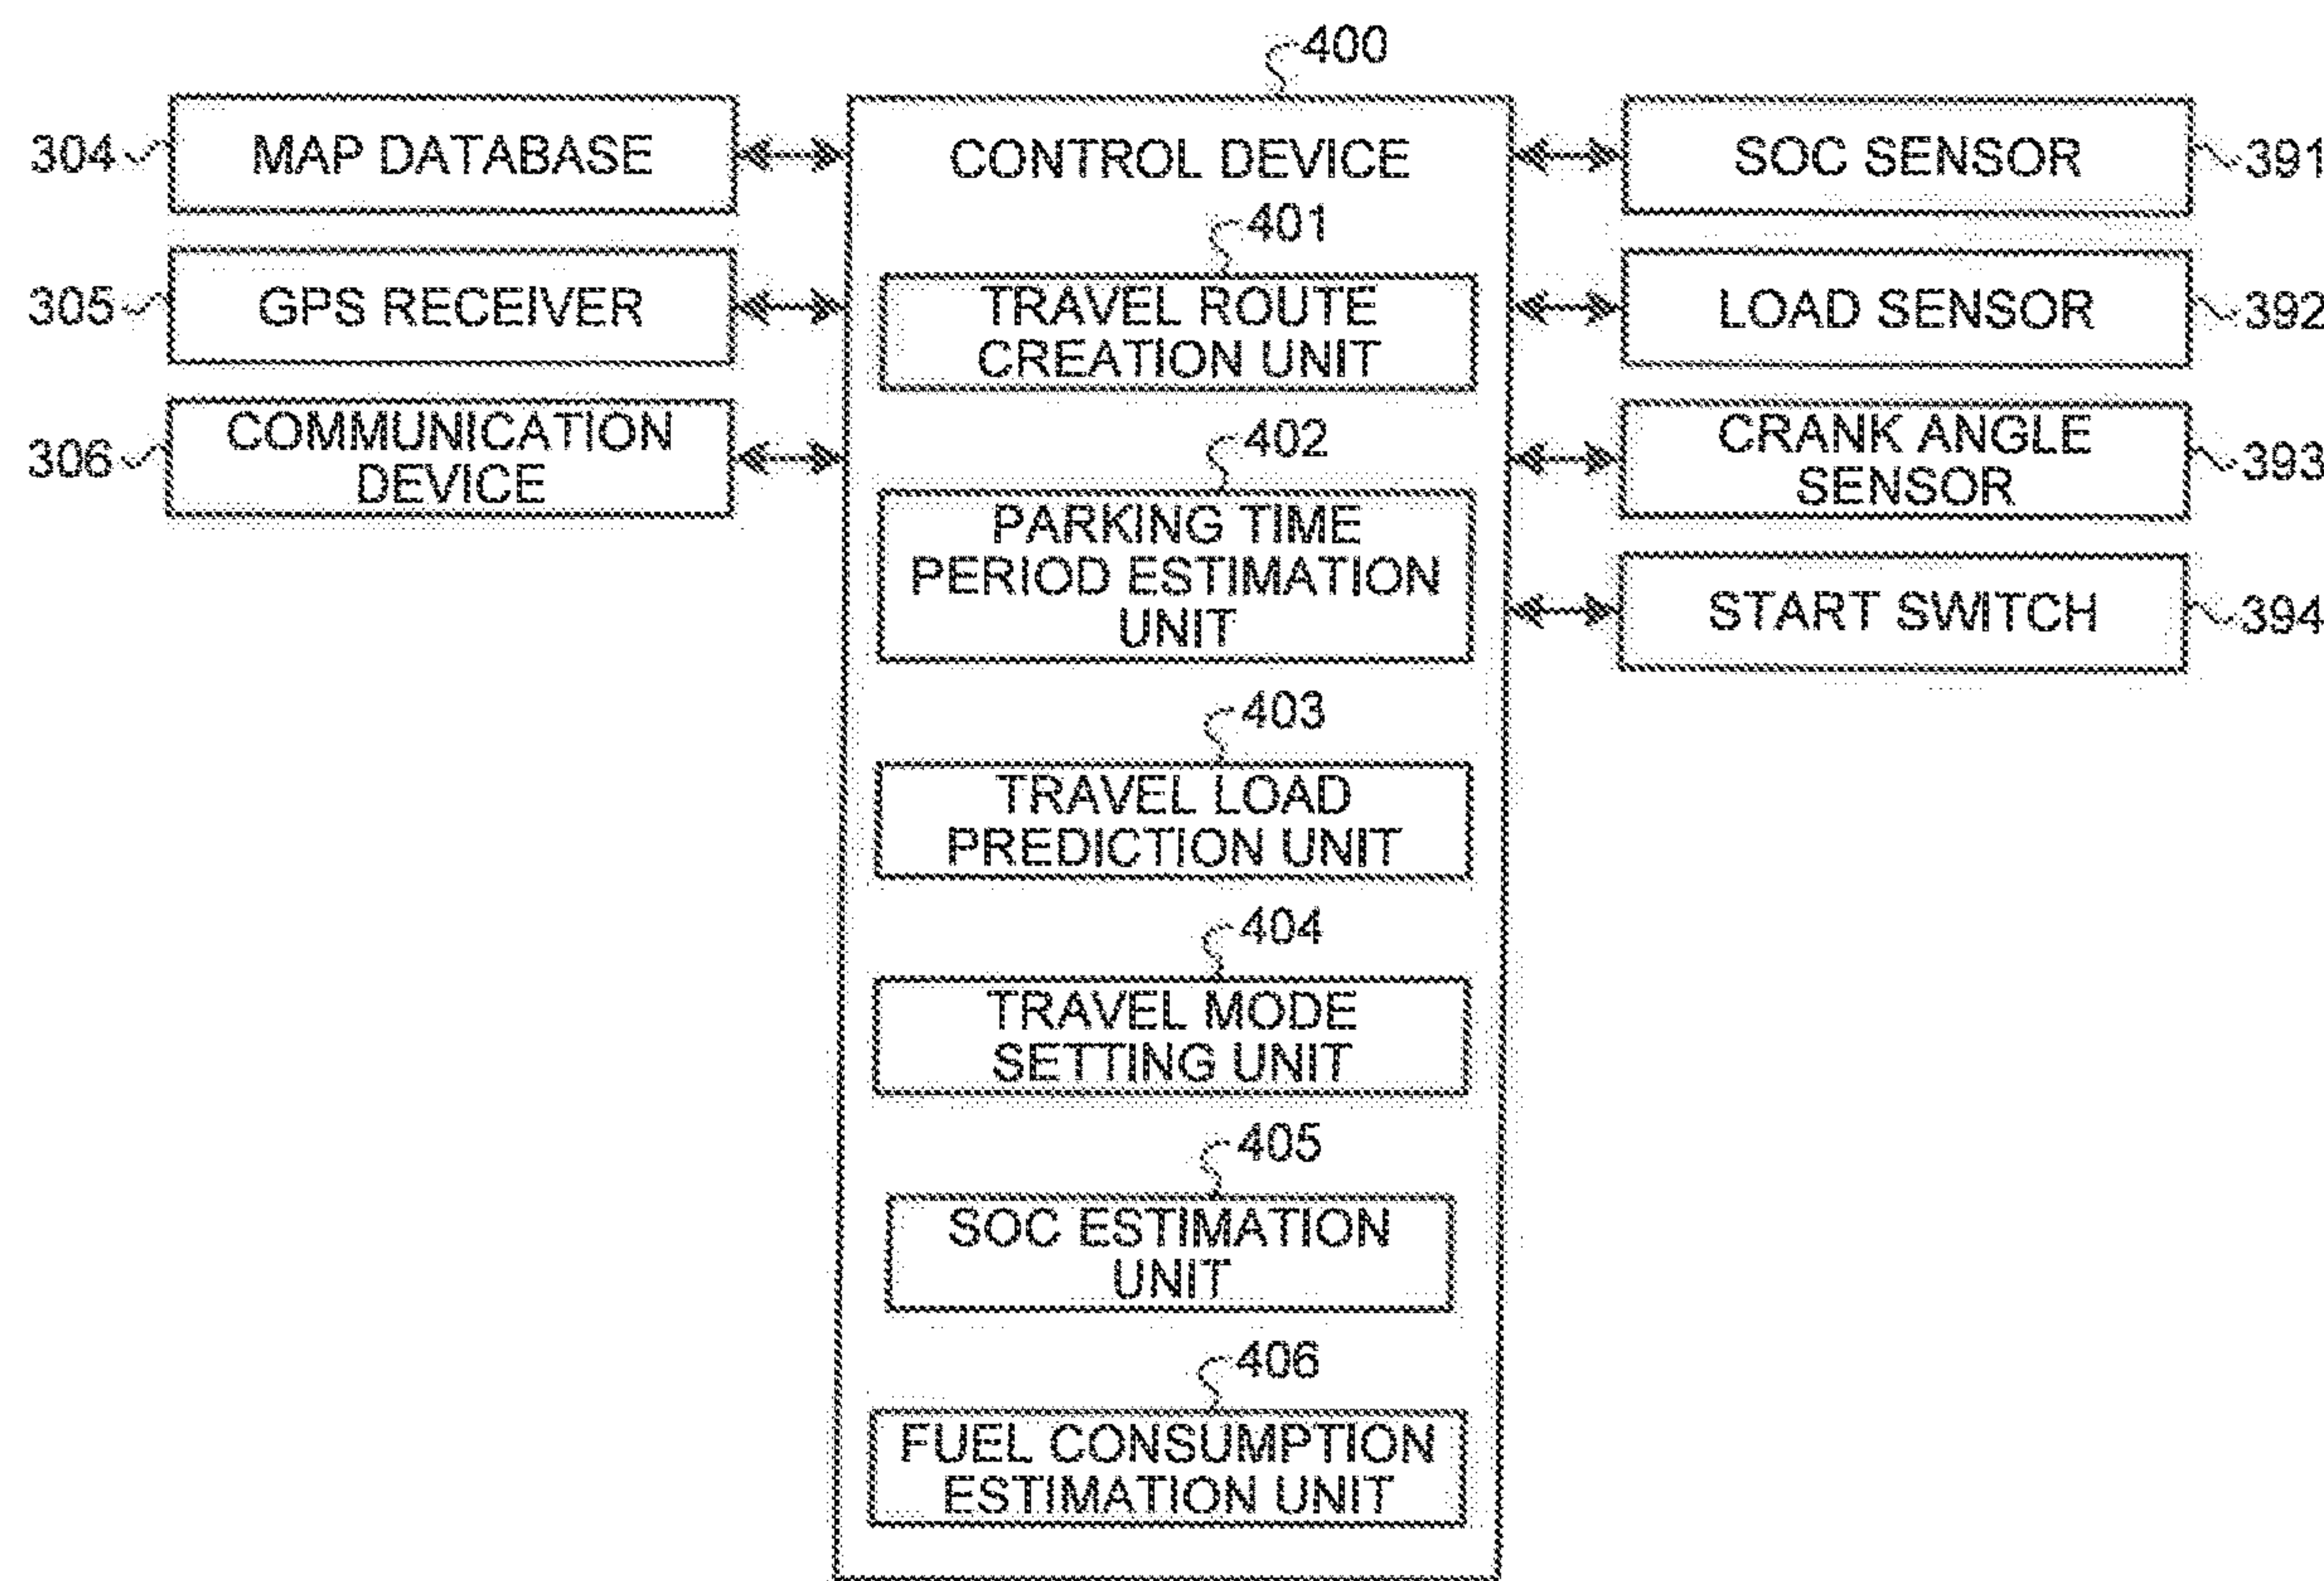 400
304
MAP DATABASE
CONTROL DEVICE
SOC SENSOR
391
401
305
GPS RECEIVER
TRAVEL ROUTE
CREATION UNIT
LOAD SENSOR
392
306
COMMUNICATION
DEVICE
402
CRANK ANGLE
SENSOR
393
PARKING TIME
PERIOD ESTIMATION
UNIT
START SWITCH
394
403
TRAVEL LOAD
PREDICTION UNIT
404
TRAVEL MODE
SETTING UNIT
405
SOC ESTIMATION
UNIT
406
FUEL CONSUMPTION
ESTIMATION UNIT